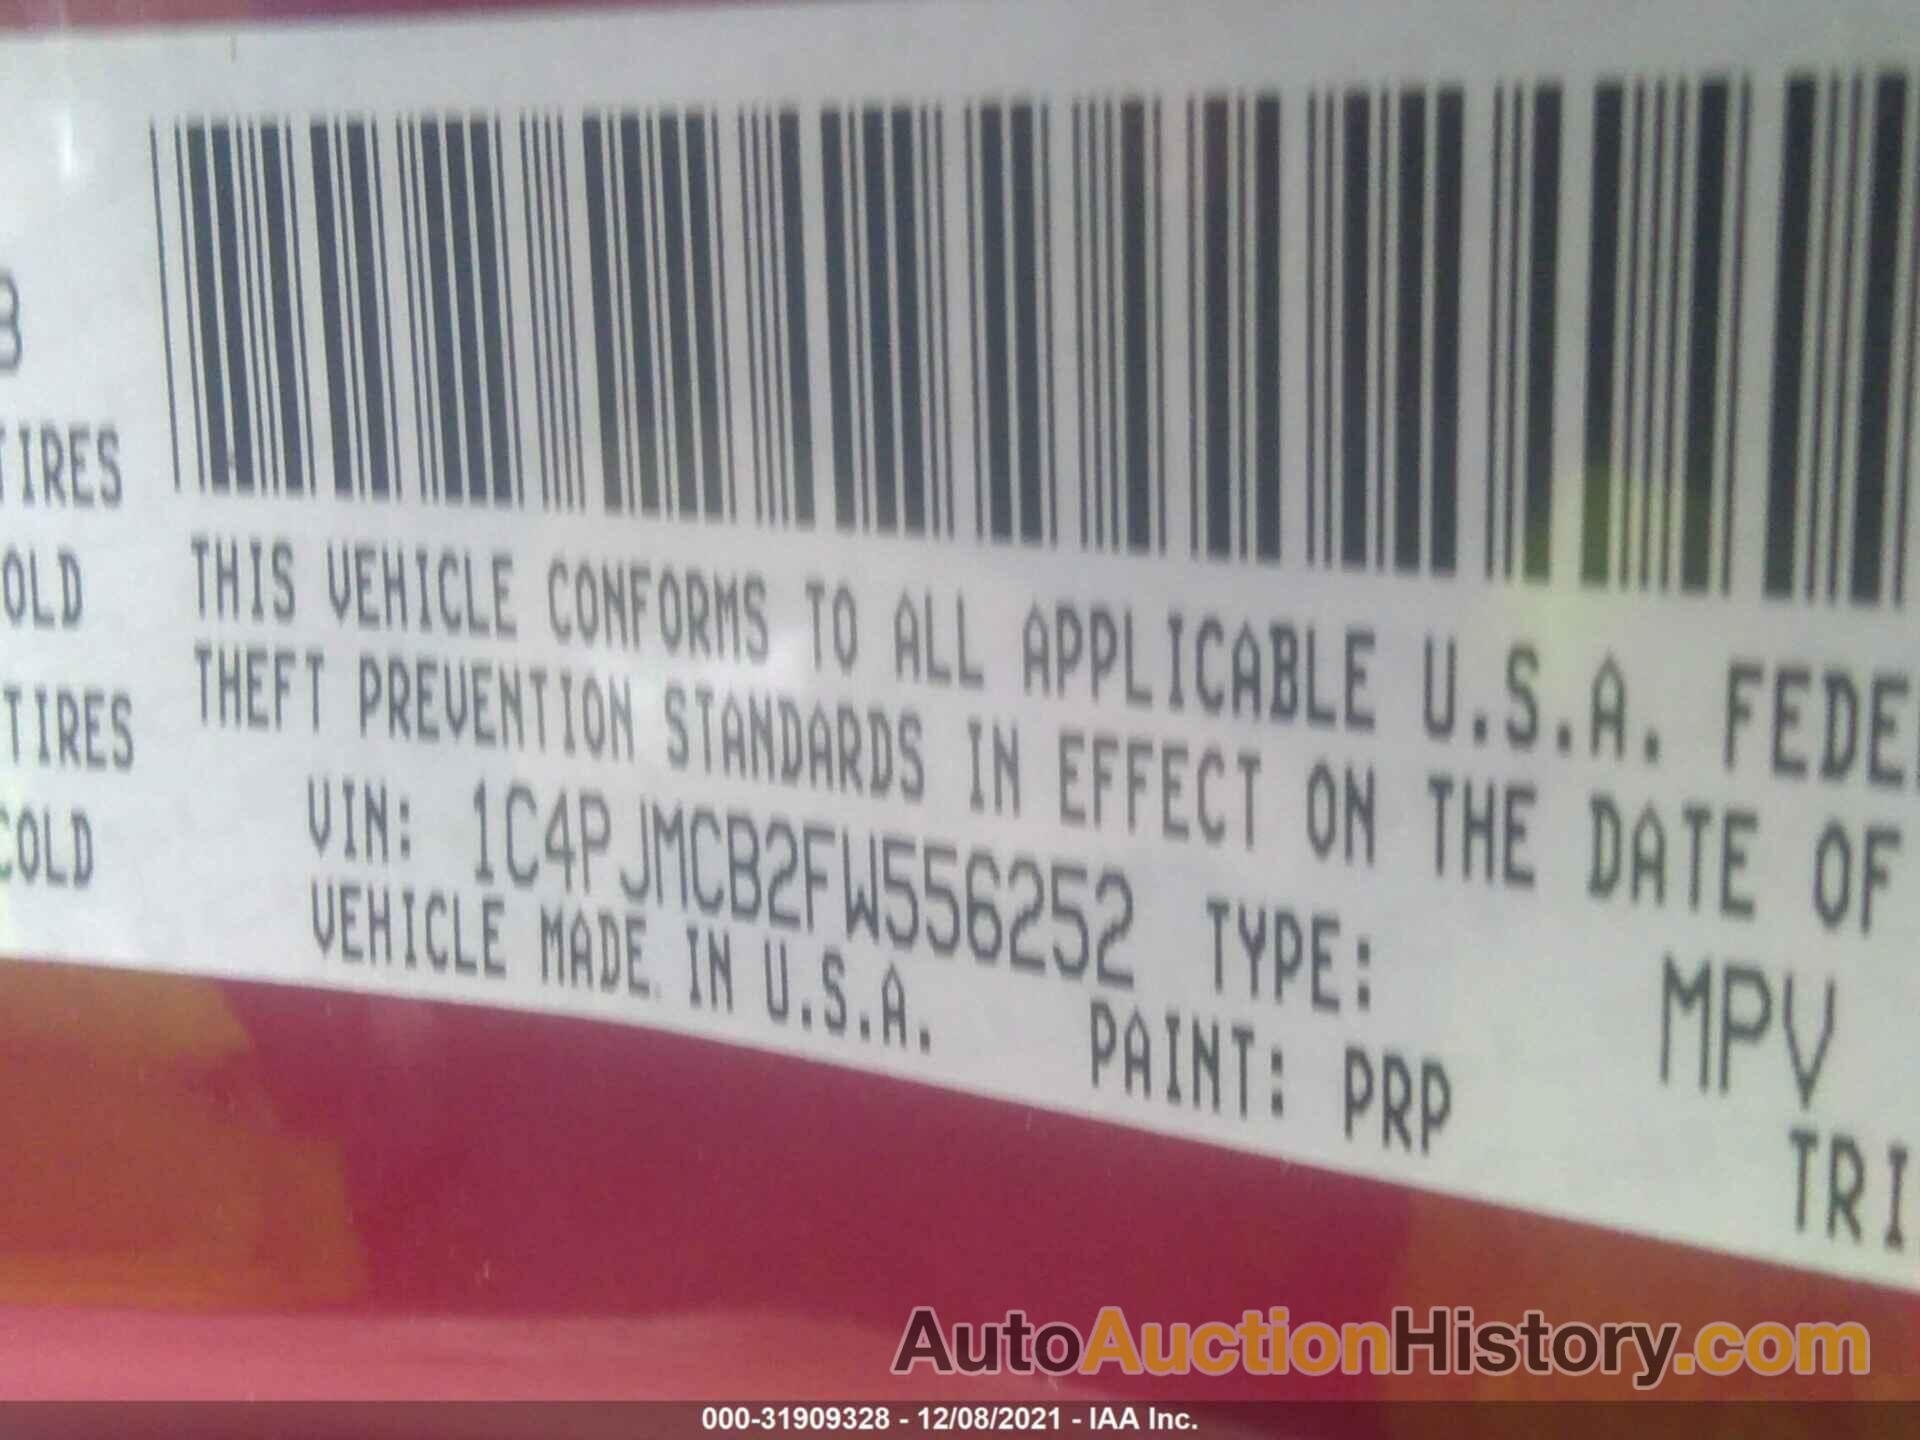 TIRES
OLD
TIRES
COLD
THIS VEHICLE CONFORMS TO ALL APPLICABLE U.S.A. FEDE
THEFT PREVENTION STANDARDS IN EFFECT ON THE DATE OF
VIN: 1C4PJMCB2FW556252 TYPE: MPV
VEHICLE MADE IN U.S.A. PAINT: PRP TRI
AutoAuctionHistory.com
000-31909328 - 12/08/2021 - IAA Inc.